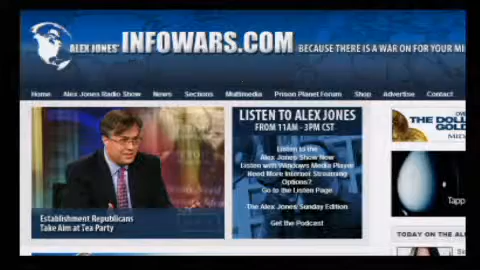 ALEX JONES' INFOWARS.COM BECAUSE THERE IS A WAR ON FOR YOUR MI
Home Alex Jones Radio Show News Sections Multimedia Prison Planet Forum Shop Advertise Contact
Establishment Republicans
Take Aim at Tea Party
LISTEN TO ALEX JONES
FROM 11AM - 3PM CST
Listen to the
Alex Jones Show Now
Listen with Windows Media Player
Need More Internet Streaming
Options?
Go to the Listen Page
The Alex Jones Sunday Edition
Get the Podcast
THE DOLL
GOL
Tapp
TODAY ON THE AL